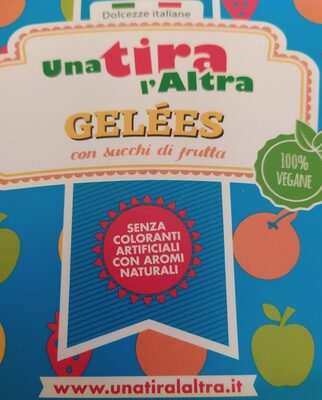 Dolcezze Italiane
Una tira
l'Altra
GELÉES
con succhi di frutta
100%
VEGANE
SENZA
COLORANTI
ARTIFICIALI
CON AROMI
NATURALI
www.unatiralaltra.it